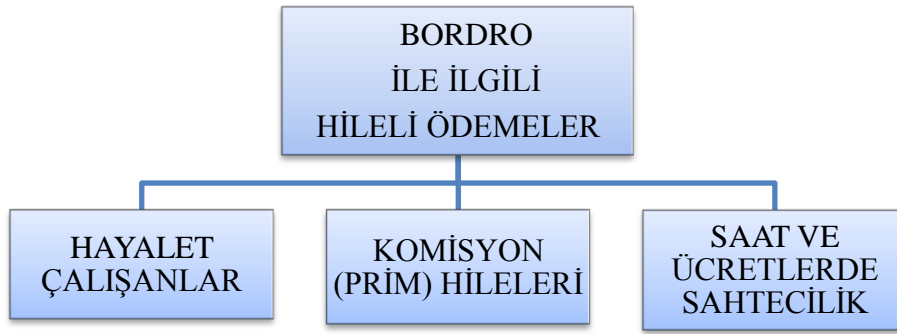 BORDRO
İLE İLGİLİ
HİLELİ ÖDEMELER
HAYALET
ÇALIŞANLAR
KOMİSYON
(PRİM) HİLELERİ
SAAT VE
ÜCRETLERDE
SAHTECİLİK